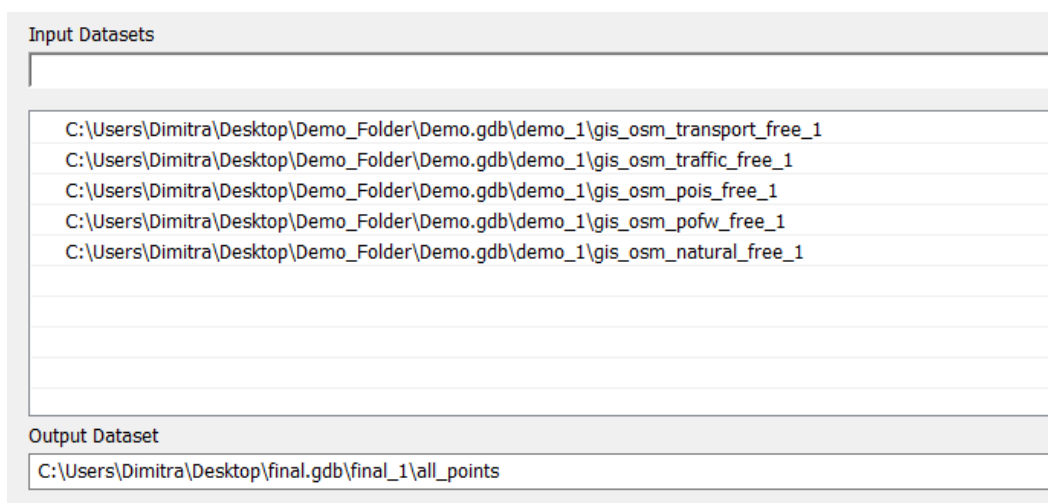 Input Datasets
C:\Users\Dimitra\Desktop\Demo_Folder\Demo.gdb\demo_1\gis_osm_transport_free_1
C:\Users\Dimitra\Desktop\Demo_Folder\Demo.gdb\demo_1\gis_osm_traffic_free_1
C:\Users\Dimitra\Desktop\Demo_Folder\Demo.gdb\demo_1\gis_osm_pois_free_1
C:\Users\Dimitra\Desktop\Demo_Folder\Demo.gdb\demo_1\gis_osm_pofw_free_1
C:\Users\Dimitra\Desktop\Demo_Folder\Demo.gdb\demo_1\gis_osm_natural_free_1
Output Dataset
C:\Users\Dimitra\Desktop\final.gdb\final_1\all_points